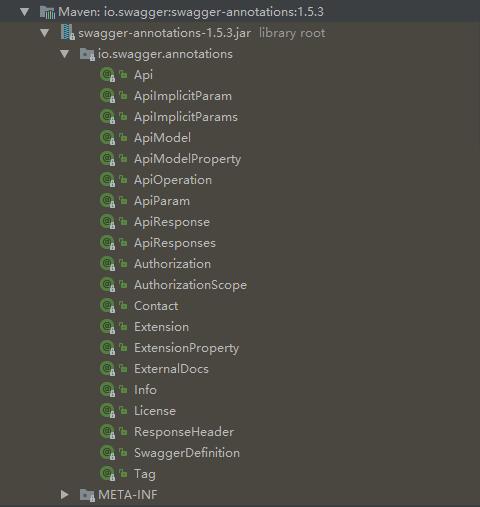 Maven: io.swagger:swagger-annotations:1.5.3
swagger-annotations-1.5.3.jar library root
io.swagger.annotations
Api
ApiImplicitParam
ApiImplicitParams
ApiModel
ApiModelProperty
ApiOperation
ApiParam
ApiResponse
ApiResponses
Authorization
AuthorizationScope
Contact
Extension
ExtensionProperty
ExternalDocs
Info
License
ResponseHeader
SwaggerDefinition
Tag
META-INF